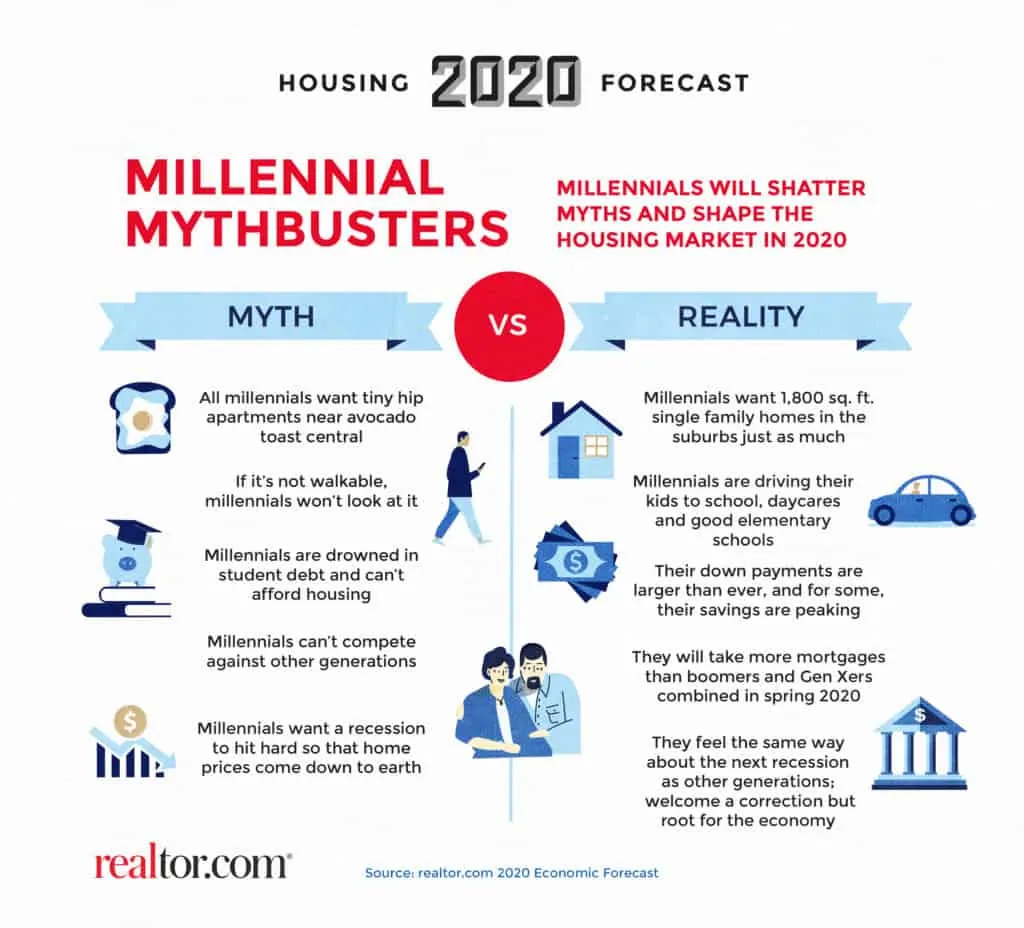 HOUSING 2020 FORECAST
MILLENNIAL
MYTHBUSTERS
MILLENNIALS WILL SHATTER
MYTHS AND SHAPE THE
HOUSING MARKET IN 2020
MYTH
VS
REALITY
All millennials want tiny hip
apartments near avocado
toast central
Millennials want 1,800 sq. ft.
single family homes in the
suburbs just as much
If it's not walkable,
millennials won't look at it
Millennials are driving their
kids to school, daycares
and good elementary
schools
Millennials are drowned in
student debt and can't
afford housing
$
Their down payments are
larger than ever, and for some,
their savings are peaking
Millennials can't compete
against other generations
They will take more mortgages
than boomers and Gen Xers
combined in spring 2020
$
Millennials want a recession
to hit hard so that home
prices come down to earth
They feel the same way
about the next recession
as other generations;
welcome a correction but
root for the economy
$
realtor.com®
Source: realtor.com 2020 Economic Forecast